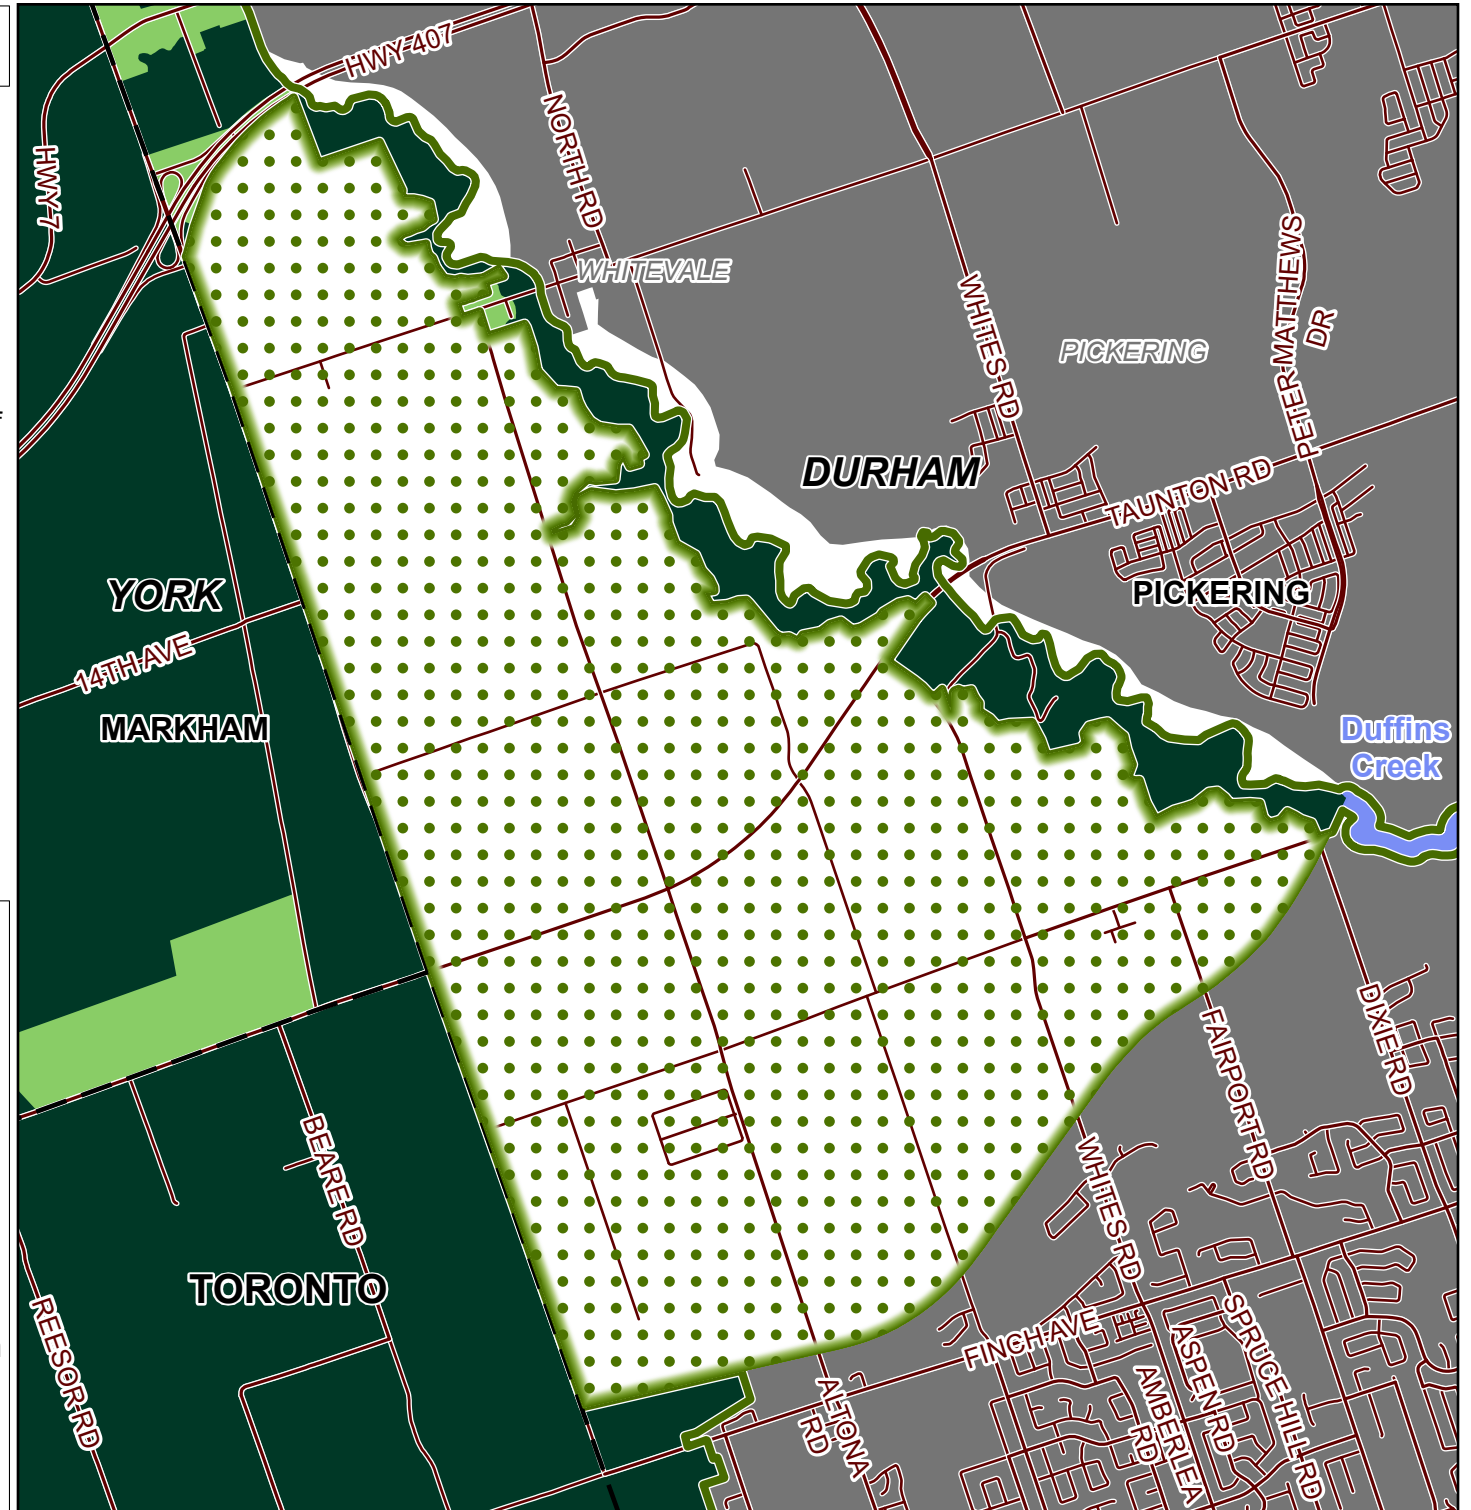 HWY 407
HWY 7
NORTH RD
WHITEVALE
WHITES RD
PICKERING
PETER MATTHEWS
DR
DURHAM
TAUNTON RD
YORK
PICKERING
14TH AVE
MARKHAM
Duffins
Creek
DIXIE RD
FAIRPORT RD
BEARE RD
WHITES RD
TORONTO
REESOR RD
FINCH AVE
SPRUCE HILL RD
ASPEN RD
AMBERLEA
RD
ALTONA
RD